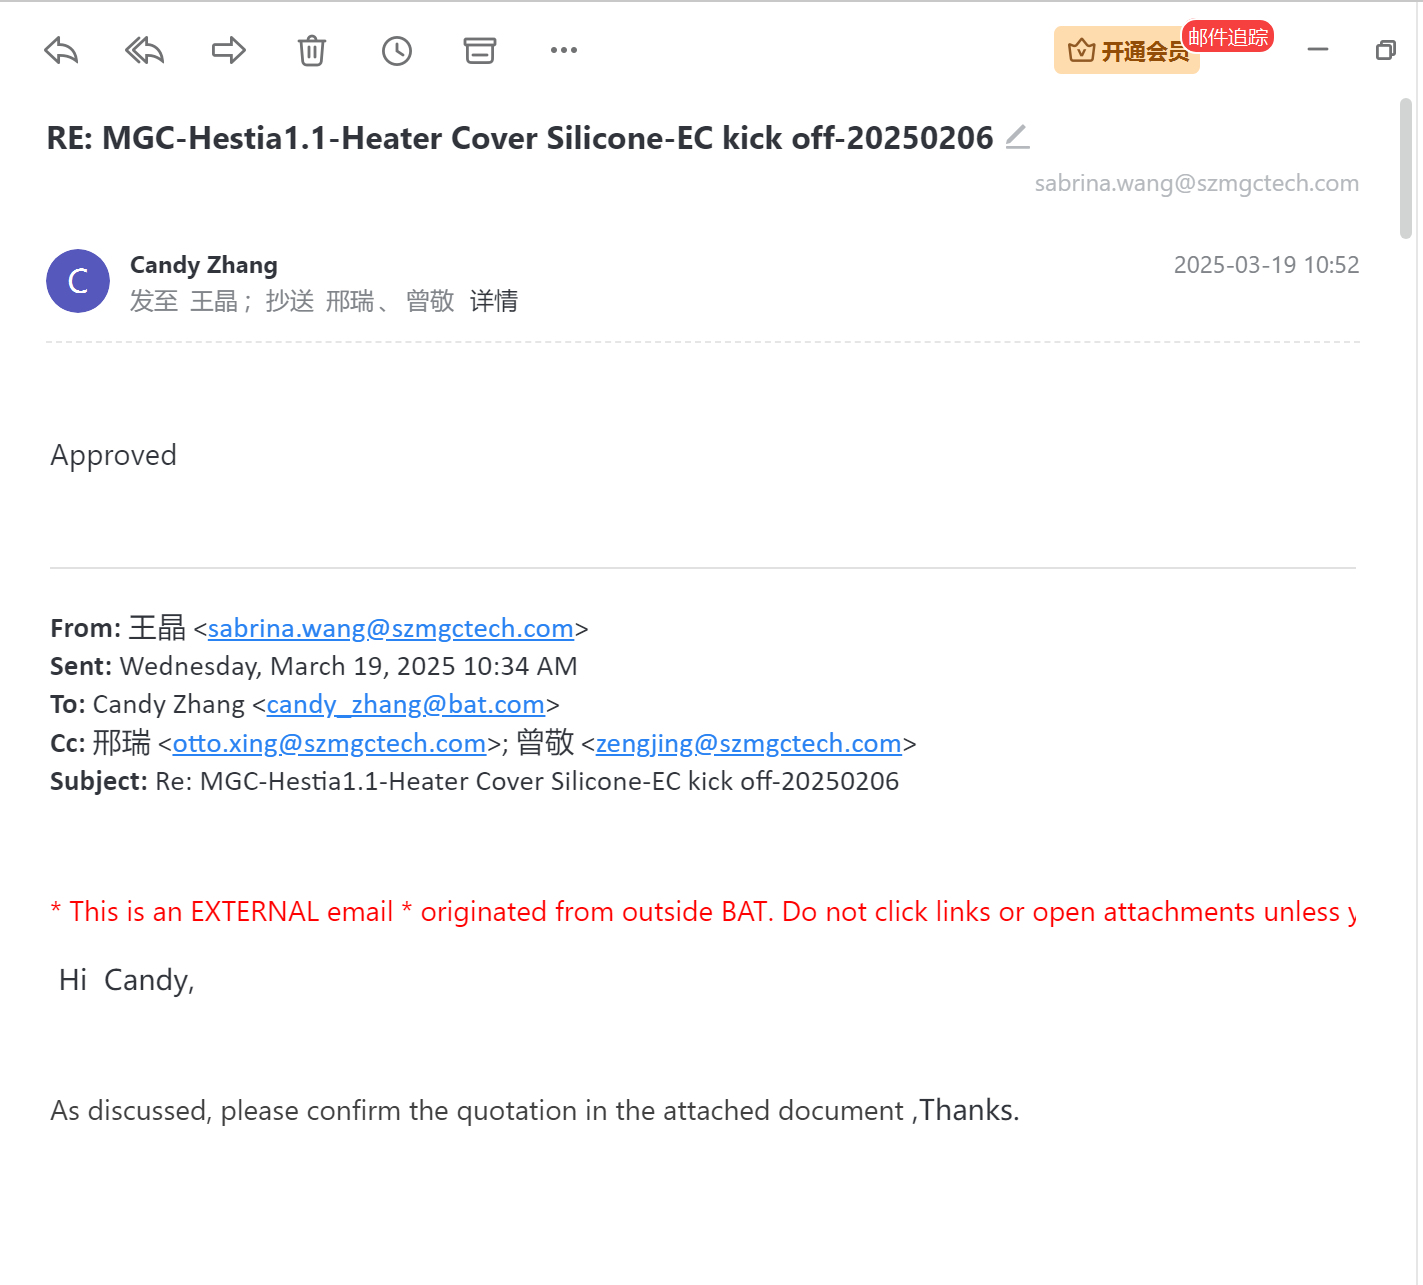 开通会员
邮件追踪
RE: MGC-Hestia1.1-Heater Cover Silicone-EC kick off-20250206
sabrina.wang@szmgctech.com
C
Candy Zhang
2025-03-19 10:52
发至 王晶; 抄送 邢瑞、 曾敬 详情
Approved
From: 王晶 <sabrina.wang@szmgctech.com>
Sent: Wednesday, March 19, 2025 10:34 AM
To: Candy Zhang <candy_zhang@bat.com>
Cc: 邢瑞 <otto.xing@szmgctech.com>; 曾敬 <zengjing@szmgctech.com>
Subject: Re: MGC-Hestia1.1-Heater Cover Silicone-EC kick off-20250206
* This is an EXTERNAL email * originated from outside BAT. Do not click links or open attachments unless
Hi Candy,
As discussed, please confirm the quotation in the attached document ,Thanks.